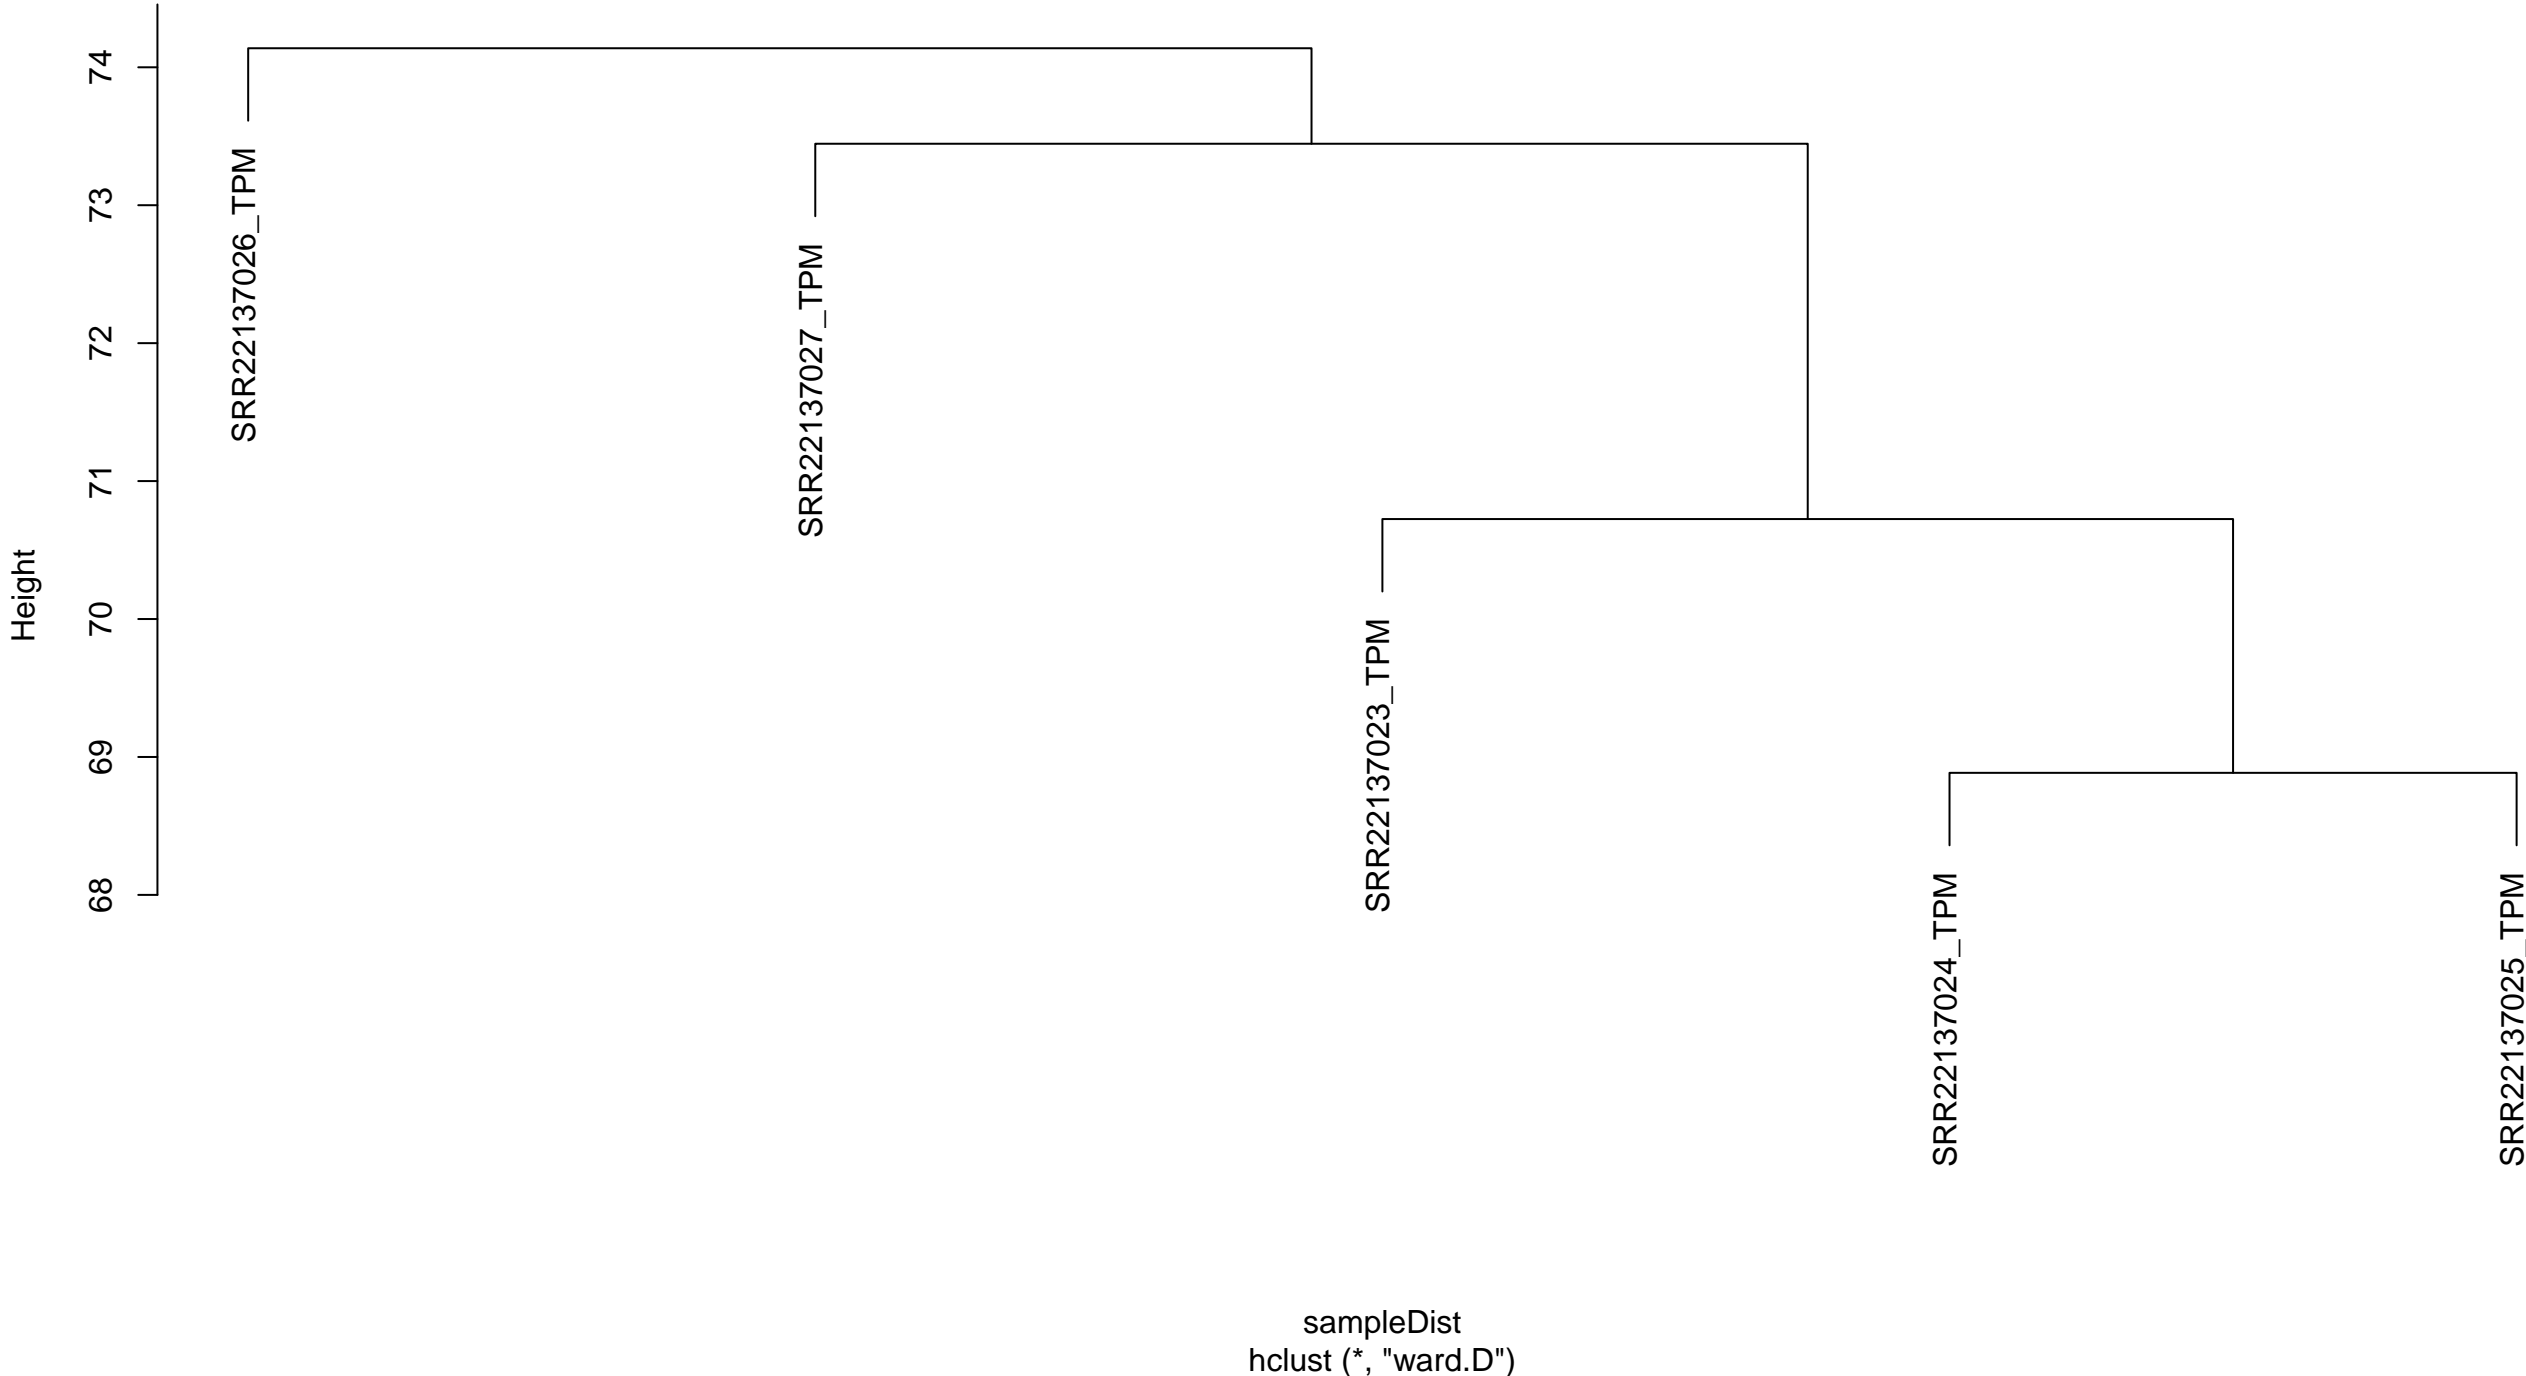 Height
74
73
72
71
70
69
68
SRR22137026_TPM
SRR22137027_TPM
SRR22137023_TPM
SRR22137024_TPM
SRR22137025_TPM
sampleDist
hclust (*, "ward.D")